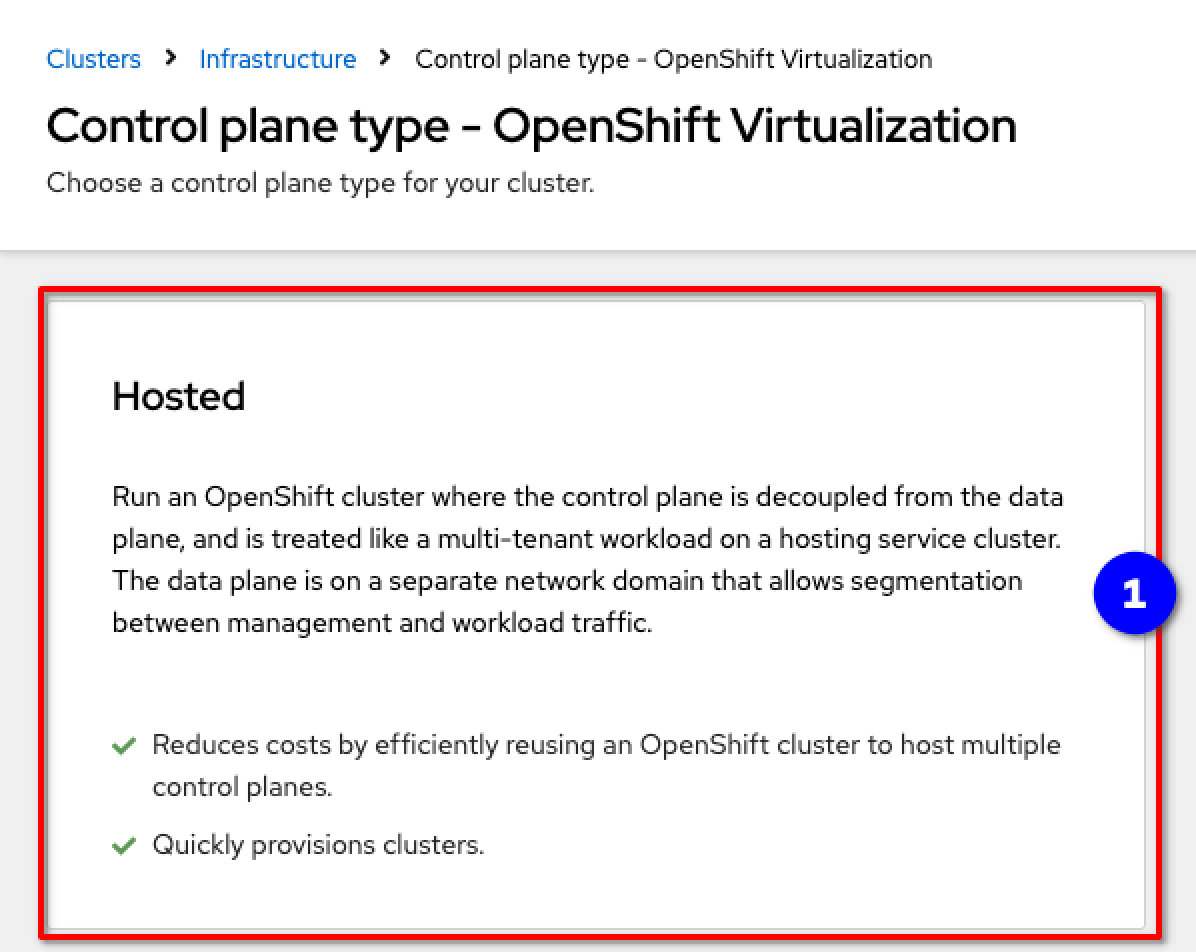 Clusters > Infrastructure > Control plane type - OpenShift Virtualization
Control plane type - OpenShift Virtualization
Choose a control plane type for your cluster.
Hosted
Run an OpenShift cluster where the control plane is decoupled from the data
plane, and is treated like a multi-tenant workload on a hosting service cluster.
The data plane is on a separate network domain that allows segmentation
between management and workload traffic.
1
Reduces costs by efficiently reusing an OpenShift cluster to host multiple
control planes.
Quickly provisions clusters.